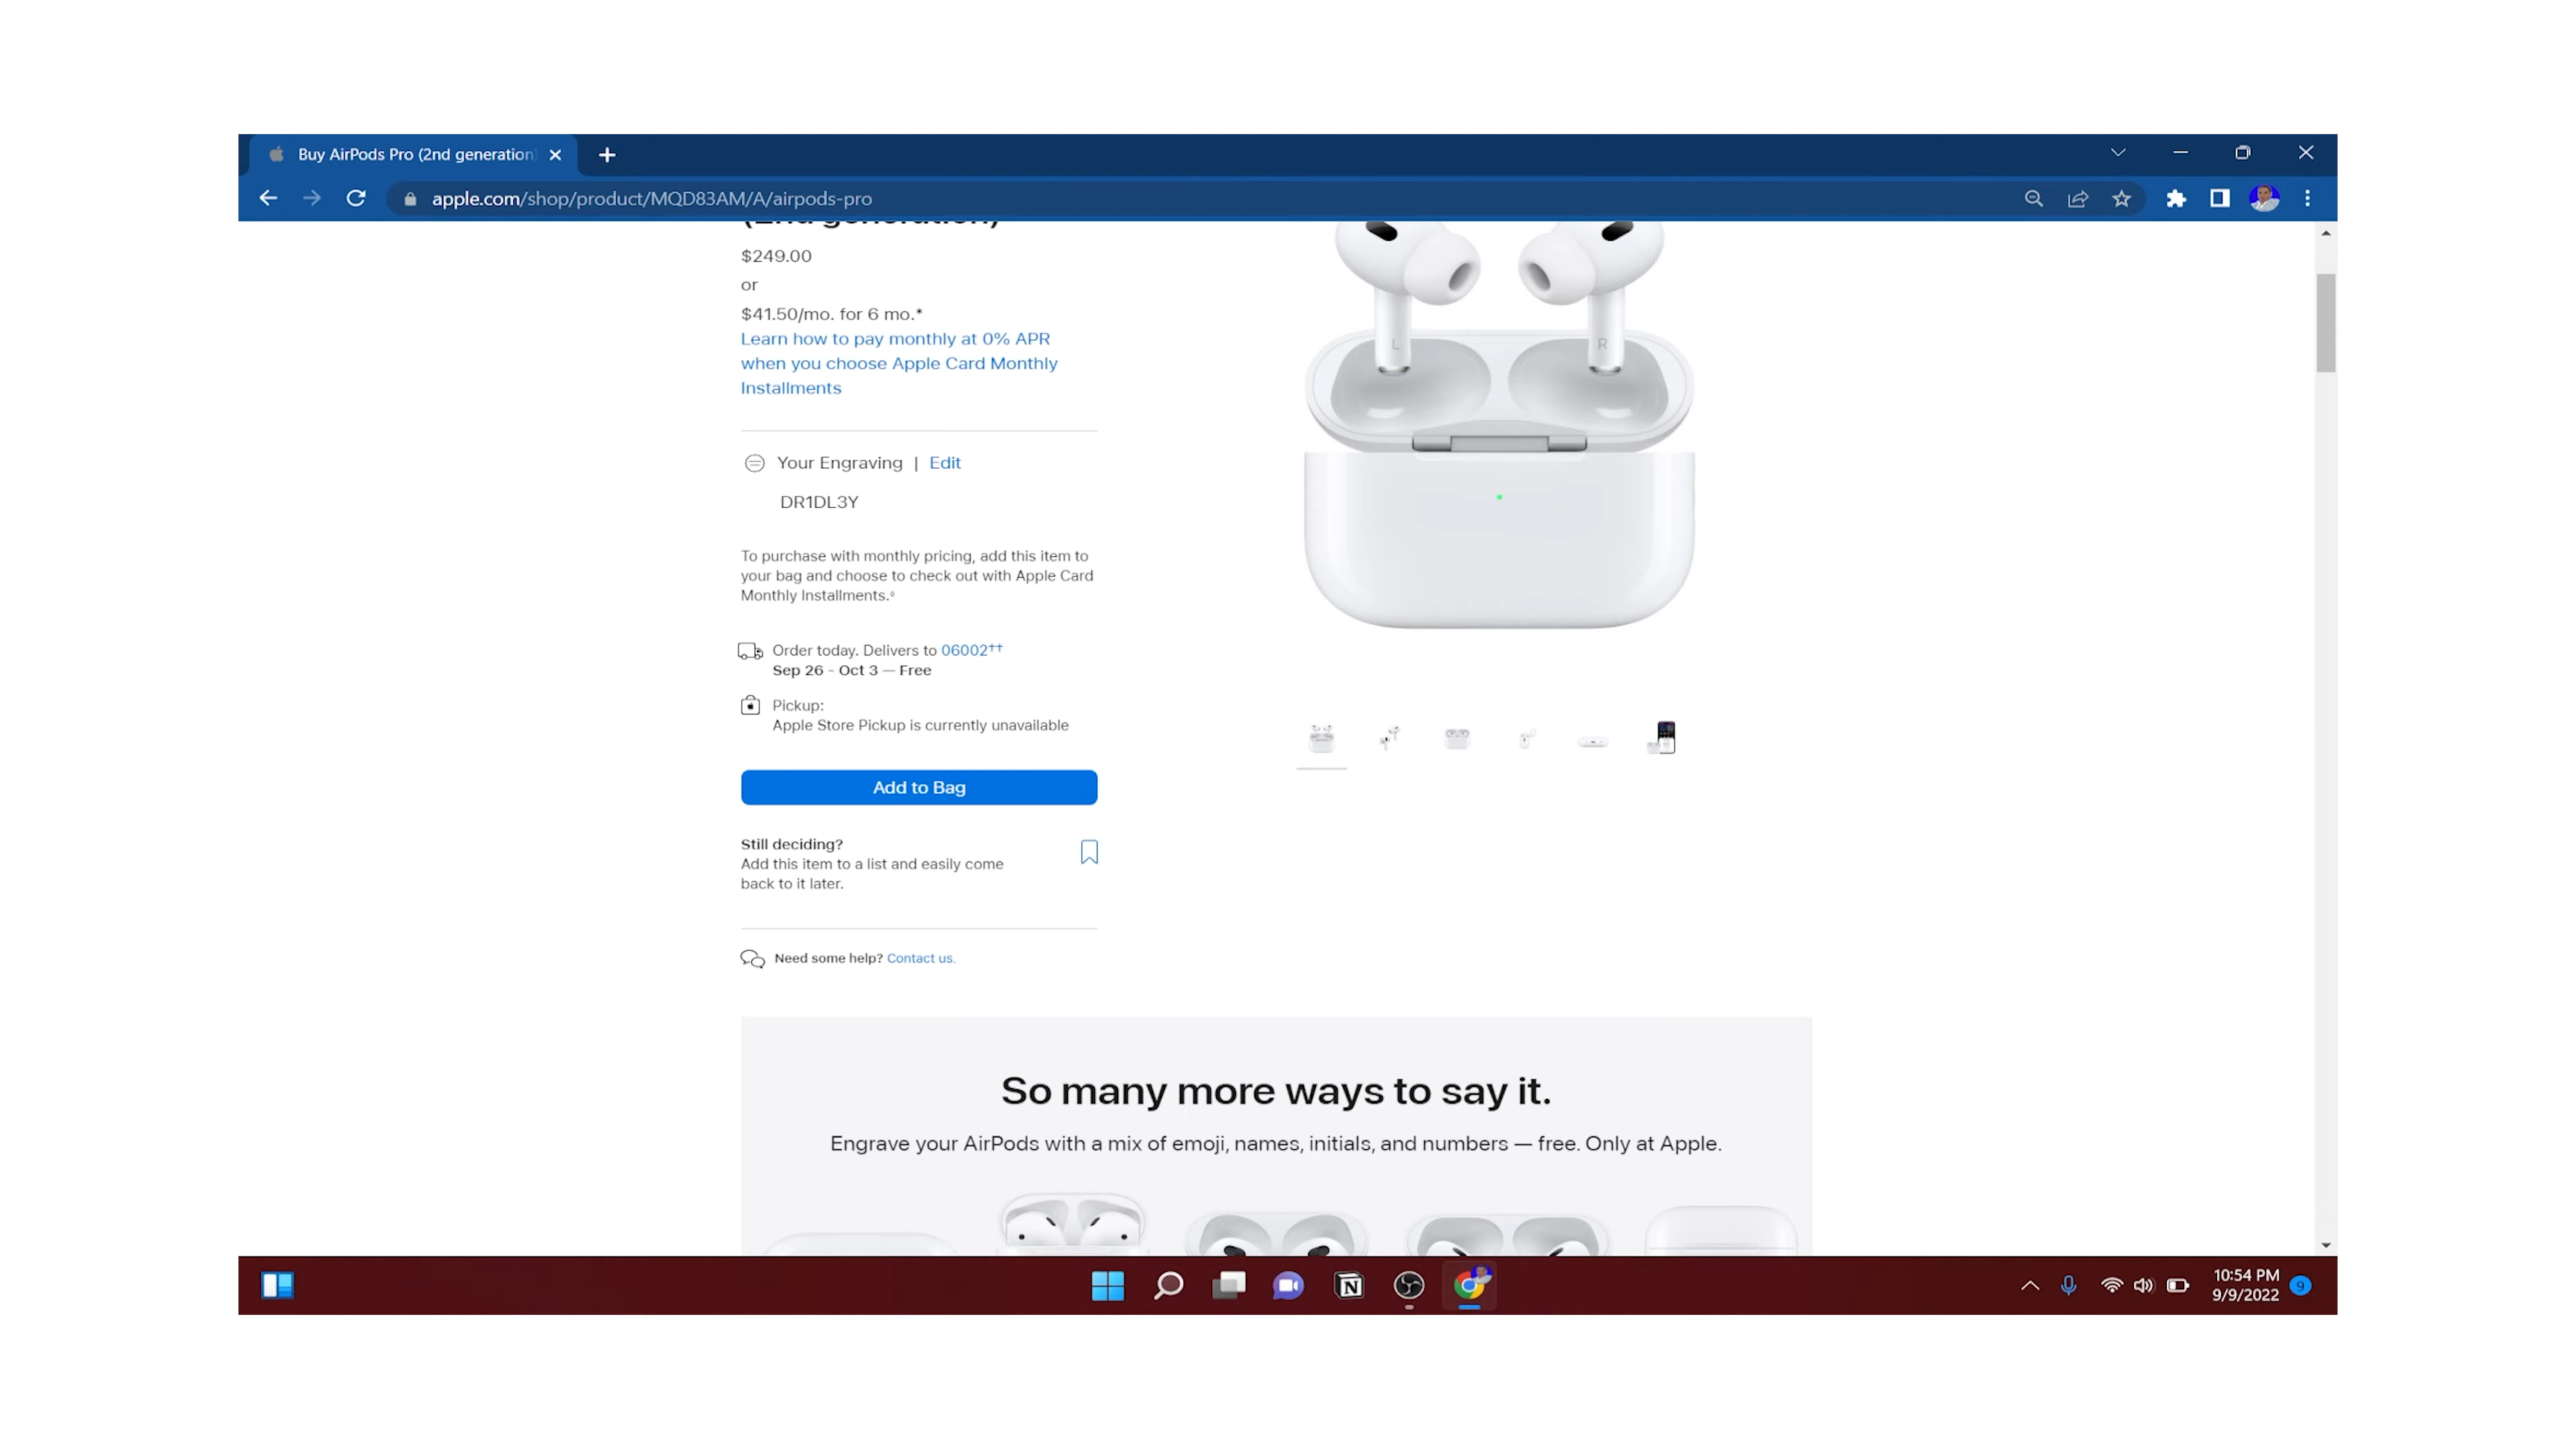 Buy AirPods Pro (2nd generation)
apple.com/shop/product/MQD83AM/A/airpods-pro
(2nd generation)
$249.00
or
$41.50/mo. for 6 mo.*
Learn how to pay monthly at 0% APR
when you choose Apple Card Monthly
Installments
L
R
Your Engraving | Edit
DR1DL3Y
To purchase with monthly pricing, add this item to
your bag and choose to check out with Apple Card
Monthly Installments.◊
Order today. Delivers to 06002††
Sep 26 - Oct 3 — Free
Pickup:
Apple Store Pickup is currently unavailable
Add to Bag
Still deciding?
Add this item to a list and easily come
back to it later.
Need some help? Contact us.
So many more ways to say it.
Engrave your AirPods with a mix of emoji, names, initials, and numbers — free. Only at Apple.
N
10:54 PM
9/9/2022
9